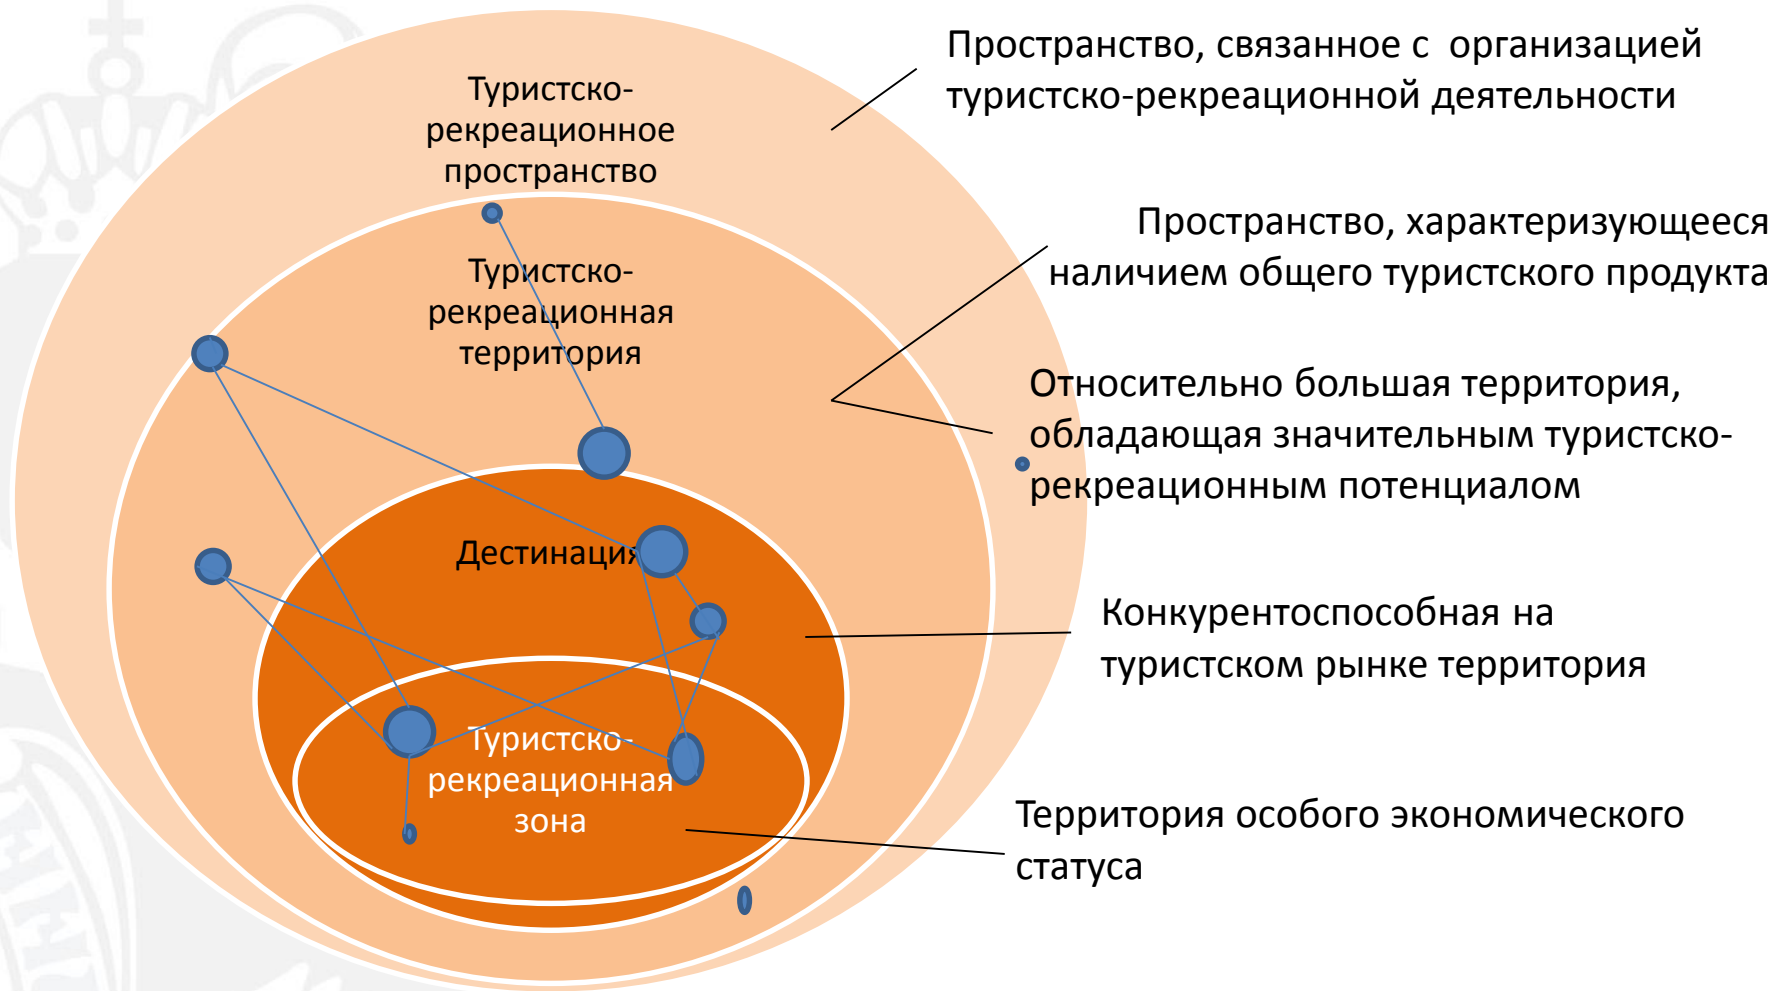 Туристско-
рекреационное
пространство
Туристско-
рекреационная
территория
Дестинация
Туристско-
рекреационная
зона
Пространство, связанное с организацией
туристско-рекреационной деятельности
Пространство, характеризующееся
наличием общего туристского продукта
Относительно большая территория,
обладающая значительным туристско-
рекреационным потенциалом
Конкурентоспособная на
туристском рынке территория
Территория особого экономического
статуса